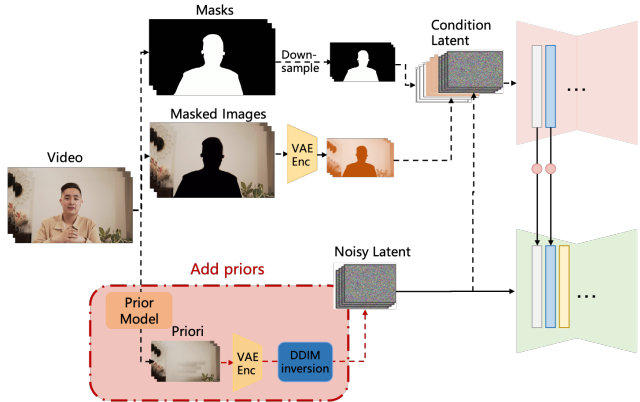 Masks
Down-
sample
Condition
Latent
...
Masked Images
VAE
Enc
Video
Noisy Latent
Add priors
Prior
Model
Priori
VAE
Enc
DDIM
inversion
...